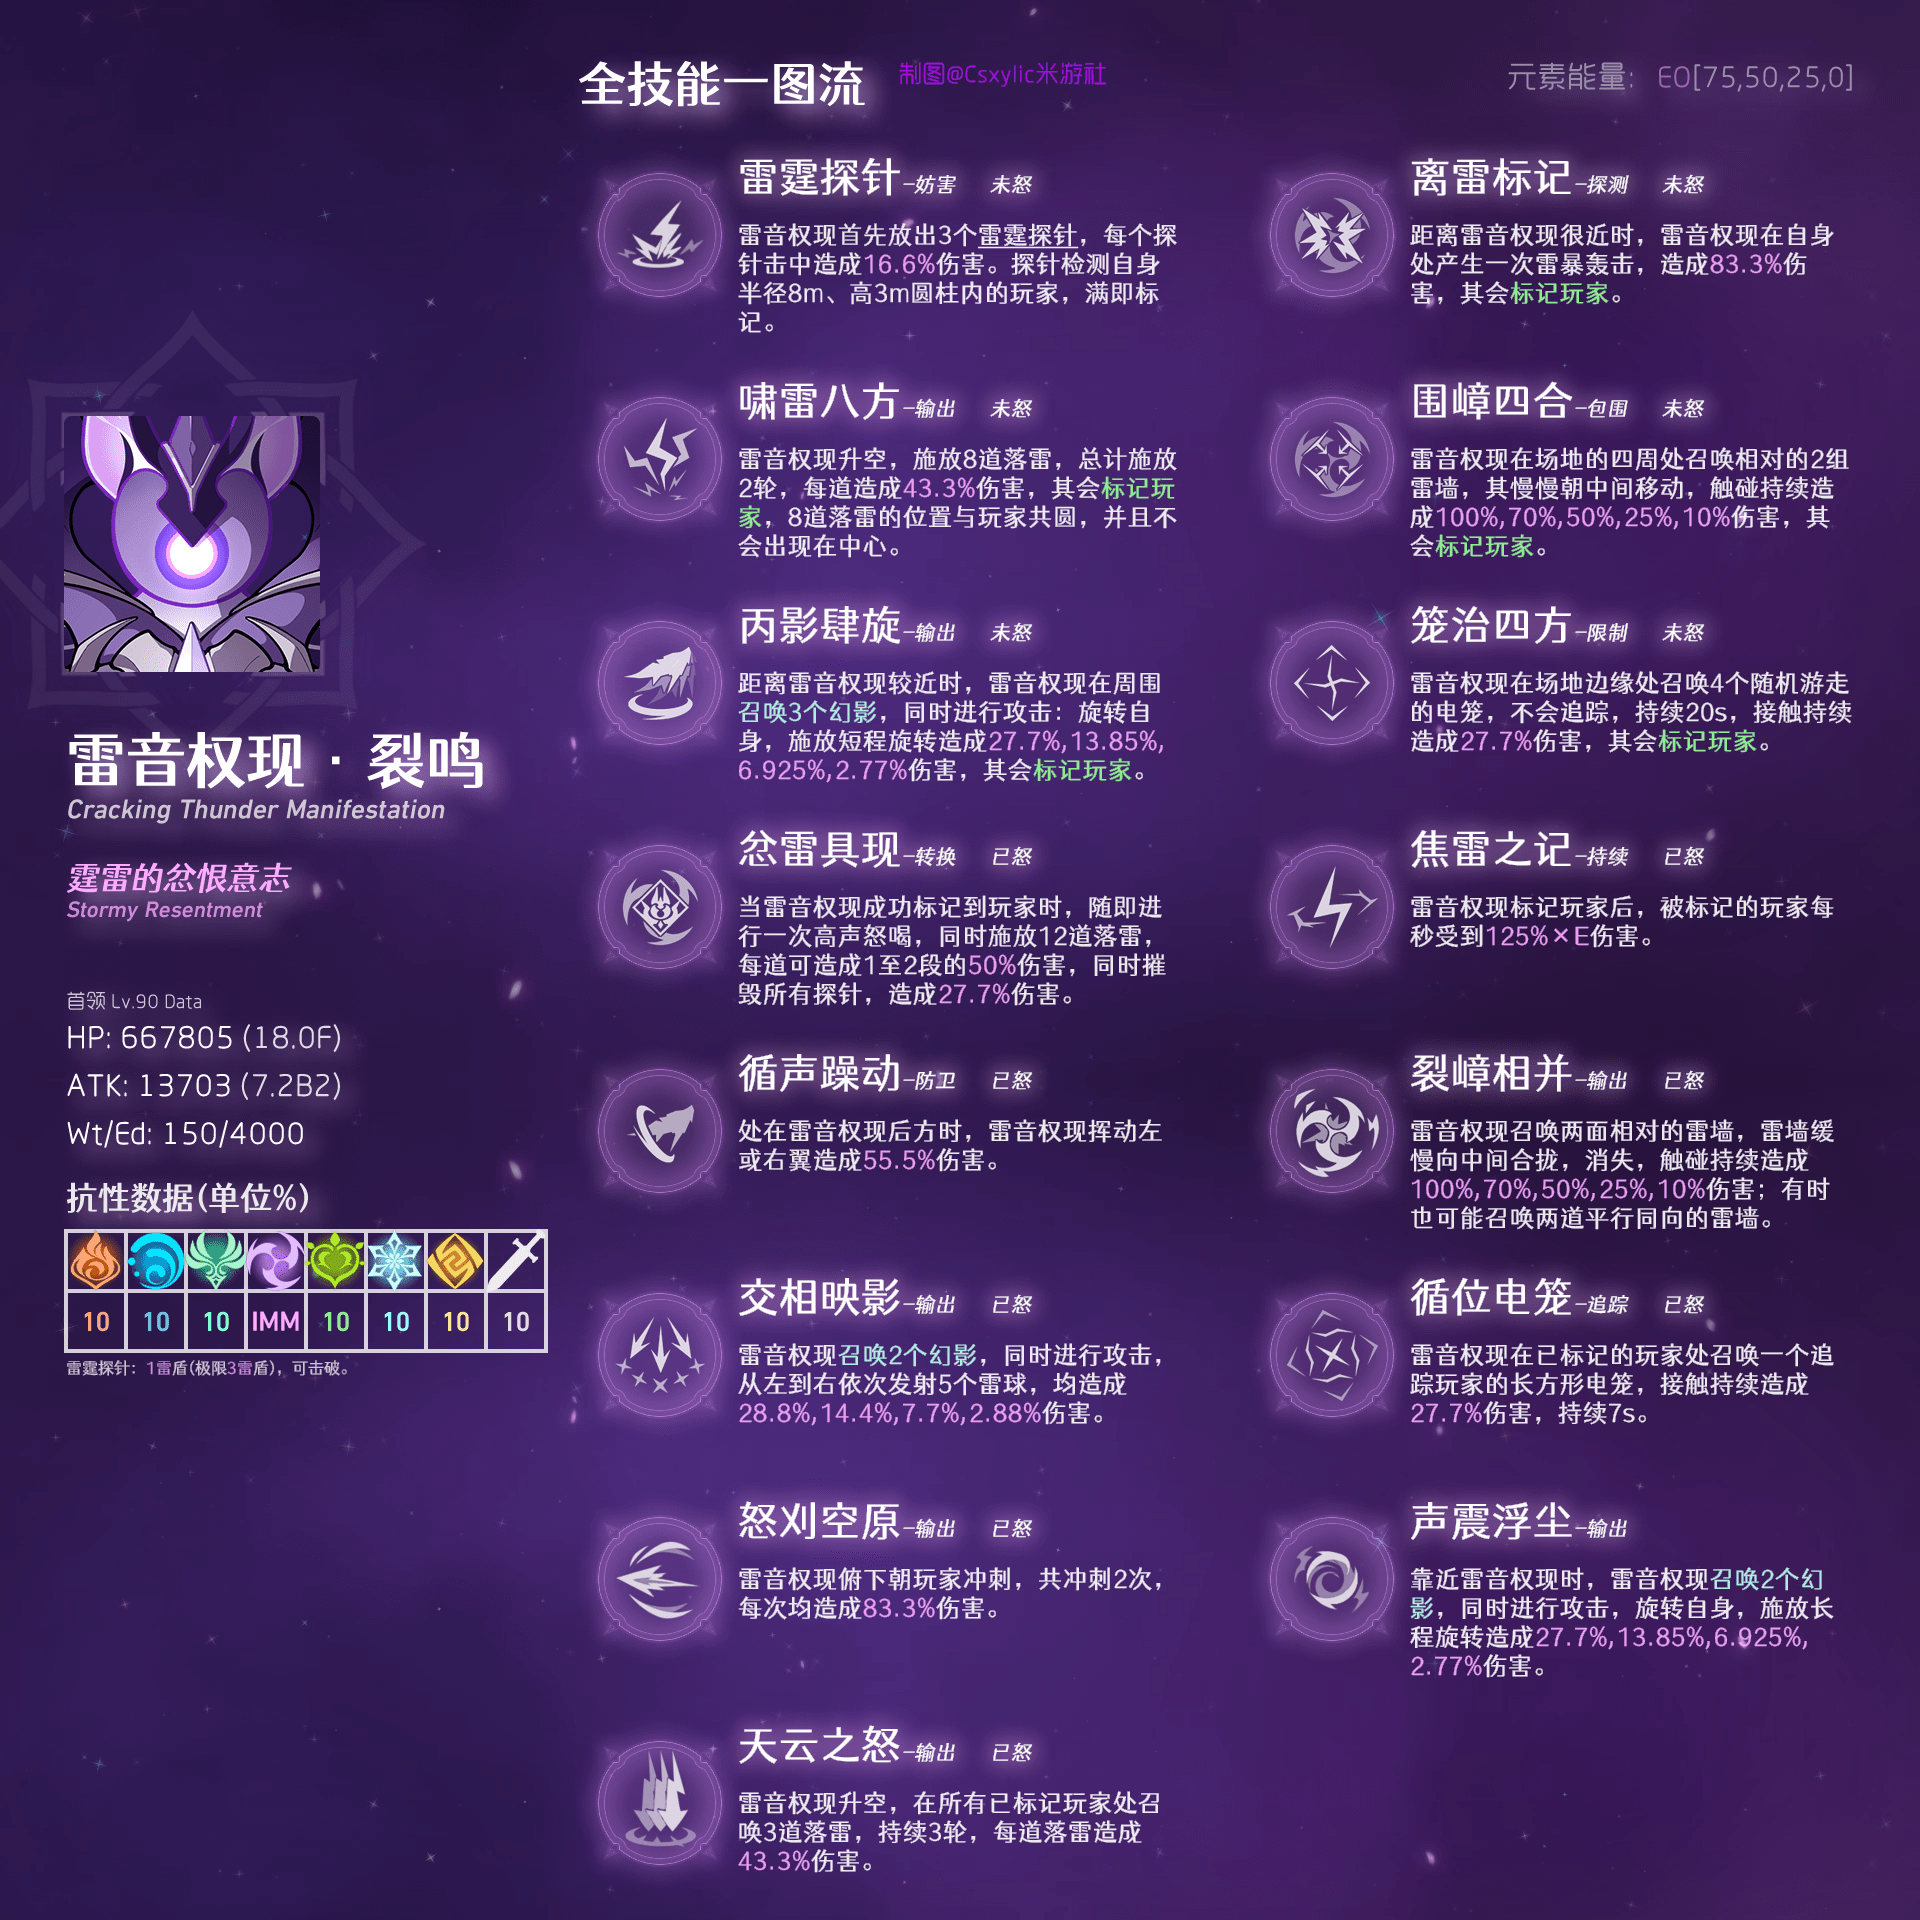 全技能一图流
制图@Csxylic米游社
元素能量: E0[75,50,25,0]
雷音权现 · 裂鸣
Cracking Thunder Manifestation
霆雷的忿恨意志
Stormy Resentment
首领 Lv.90 Data
HP: 667805 (18.0F)
ATK: 13703 (7.2B2)
Wt/Ed: 150/4000
抗性数据(单位%)
10 10 10 IMM 10 10 10 10
雷霆探针：1雷盾(极限3雷盾)，可击破。
雷霆探针-妨害 未怒
雷音权现首先放出3个雷霆探针，每个探
针击中造成16.6%伤害。探针检测自身
半径8m、高3m圆柱内的玩家，满即标
记。
离雷标记-探测 未怒
距离雷音权现很近时，雷音权现在自身
处产生一次雷暴轰击，造成83.3%伤
害，其会标记玩家。
啸雷八方-输出 未怒
雷音权现升空，施放8道落雷，总计施放
2轮，每道造成43.3%伤害，其会标记玩
家，8道落雷的位置与玩家共圆，并且不
会出现在中心。
围嶂四合-包围 未怒
雷音权现在场地的四周处召唤相对的2组
雷墙，其慢慢朝中间移动，触碰持续造
成100%,70%,50%,25%,10%伤害，其
会标记玩家。
丙影肆旋-输出 未怒
距离雷音权现较近时，雷音权现在周围
召唤3个幻影，同时进行攻击：旋转自
身，施放短程旋转造成27.7%,13.85%,
6.925%,2.77%伤害，其会标记玩家。
笼治四方-限制 未怒
雷音权现在场地边缘处召唤4个随机游走
的电笼，不会追踪，持续20s，接触持续
造成27.7%伤害，其会标记玩家。
忿雷具现-转换 已怒
当雷音权现成功标记到玩家时，随即进
行一次高声怒喝，同时施放12道落雷，
每道可造成1至2段的50%伤害，同时摧
毁所有探针，造成27.7%伤害。
焦雷之记-持续 已怒
雷音权现标记玩家后，被标记的玩家每
秒受到125%×E伤害。
循声躁动-防卫 已怒
处在雷音权现后方时，雷音权现挥动左
或右翼造成55.5%伤害。
裂嶂相并-输出 已怒
雷音权现召唤两面相对的雷墙，雷墙缓
慢向中间合拢，消失，触碰持续造成
100%,70%,50%,25%,10%伤害；有时
也可能召唤两道平行同向的雷墙。
交相映影-输出 已怒
雷音权现召唤2个幻影，同时进行攻击，
从左到右依次发射5个雷球，均造成
28.8%,14.4%,7.7%,2.88%伤害。
循位电笼-追踪 已怒
雷音权现在已标记的玩家处召唤一个追
踪玩家的长方形电笼，接触持续造成
27.7%伤害，持续7s。
怒刈空原-输出 已怒
雷音权现俯下朝玩家冲刺，共冲刺2次，
每次均造成83.3%伤害。
声震浮尘-输出
靠近雷音权现时，雷音权现召唤2个幻
影，同时进行攻击，旋转自身，施放长
程旋转造成27.7%,13.85%,6.925%,
2.77%伤害。
天云之怒-输出 已怒
雷音权现升空，在所有已标记玩家处召
唤3道落雷，持续3轮，每道落雷造成
43.3%伤害。